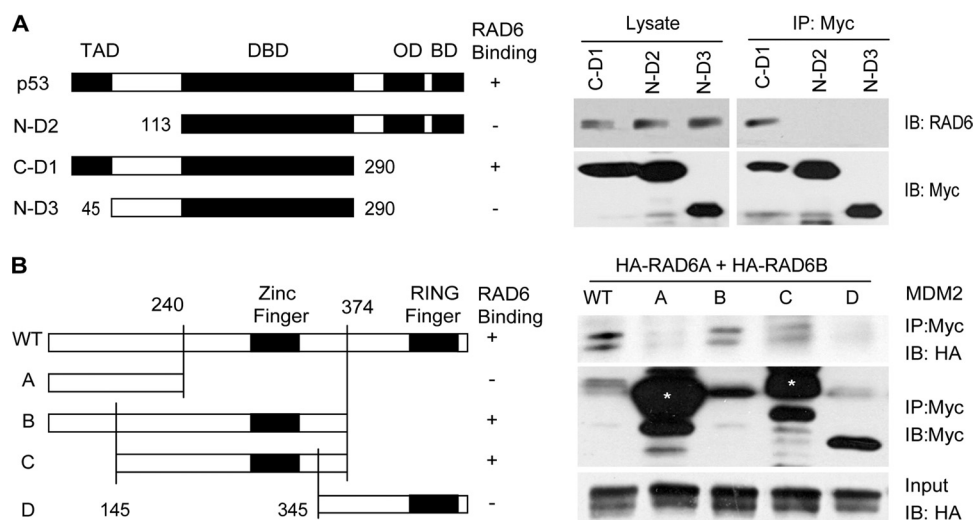 A
TAD DBD OD BD RAD6 Binding
p53 +
N-D2 113 -
C-D1 290 +
N-D3 45 290 -
Lysate IP: Myc
C-D1 N-D2 N-D3 C-D1 N-D2 N-D3
IB: RAD6
IB: Myc
B
240 Zinc Finger 374 RING Finger RAD6 Binding
WT +
A -
B +
C +
D 145 345 -
HA-RAD6A + HA-RAD6B
WT A B C D MDM2
IP:Myc
IB: HA
*
*
IP:Myc
IB:Myc
Input
IB: HA